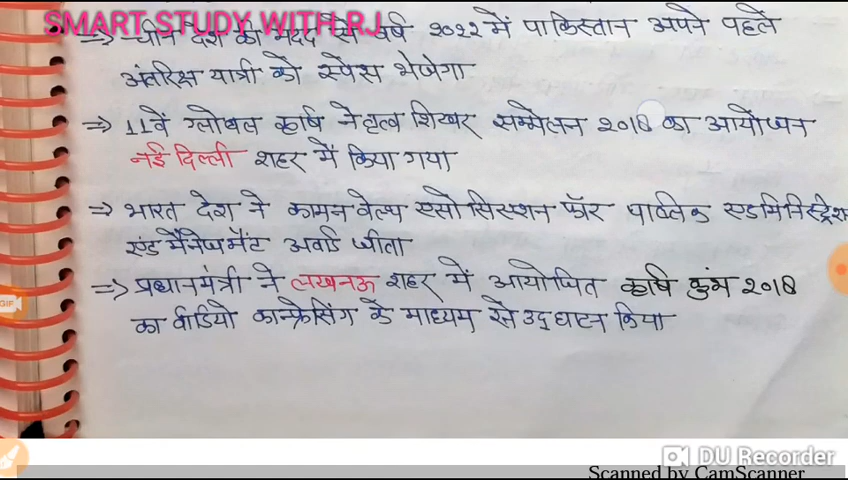 SMART STUDY WITH RJ
⇒ चीन देश की मदद से वर्ष 2022 में पाकिस्तान अपने पहले
अंतरिक्ष यात्री को स्पेस भेजेगा
⇒ 11वें ग्लोबल कृषि नेतृत्व शिखर सम्मेलन 2018 का आयोजन
नई दिल्ली शहर में किया गया
⇒ भारत देश ने कामनवेल्थ एसोसिएशन फॉर पब्लिक एडमिनिस्ट्रेशन
एंड मैनेजमेंट अवार्ड जीता
⇒ प्रधानमंत्री ने लखनऊ शहर में आयोजित कृषि कुंभ 2018
का वीडियो कान्फ्रेंसिंग के माध्यम से उद्घाटन किया
GIF
DU Recorder
Scanned by CamScanner